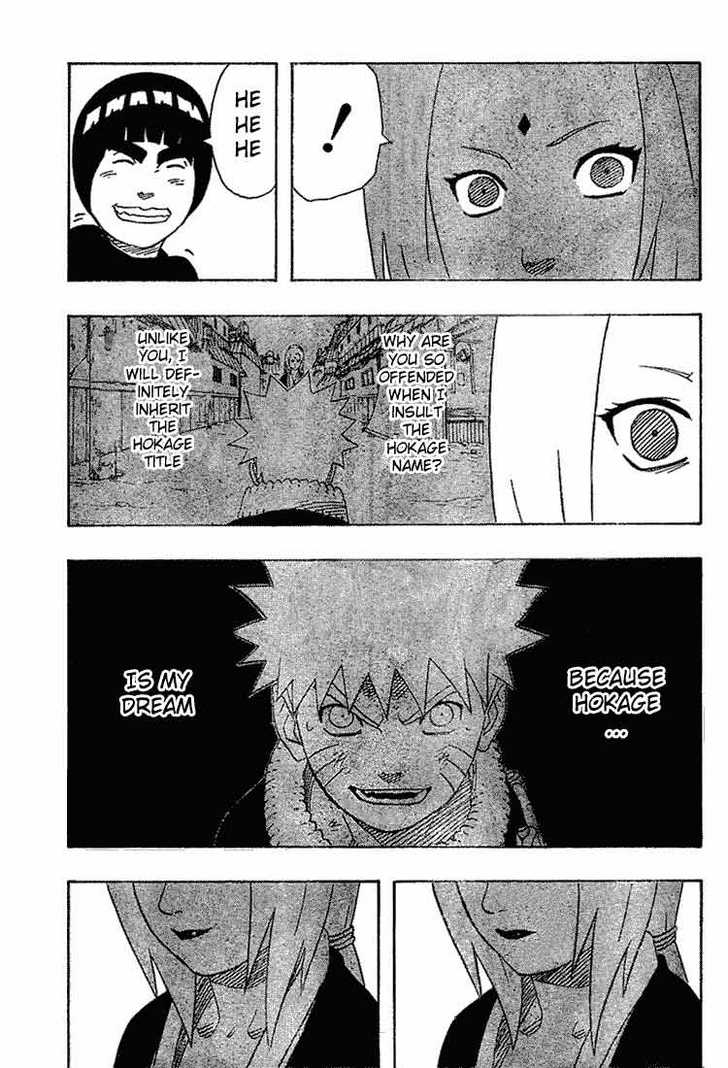 !
HE
HE
HE
WHY ARE
YOU SO
OFFENDED
WHEN I
INSULT
THE
HOKAGE
NAME?
UNLIKE
YOU, I
WILL DEF-
INITELY
INHERIT
THE
HOKAGE
TITLE
BECAUSE
HOKAGE
...
IS MY
DREAM